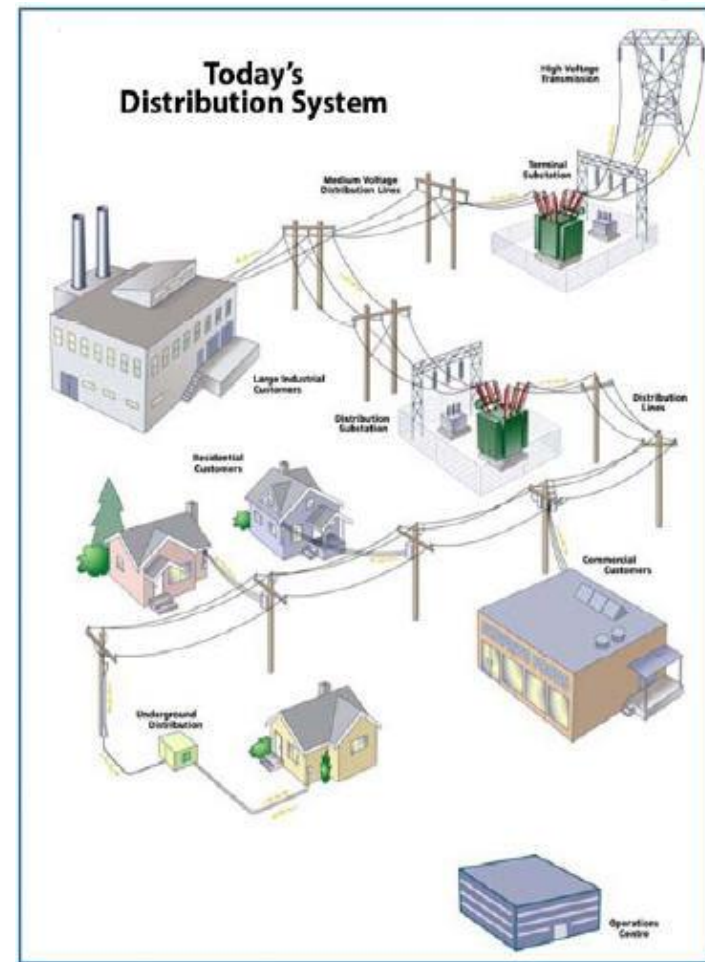 Today's
Distribution System
High Voltage
Transmission
Terminal
Substation
Medium Voltage
Distribution Lines
Large Industrial
Customers
Distribution
Substation
Distribution
Lines
Residential
Customers
Commercial
Customers
Underground
Distribution
Operations
Centre